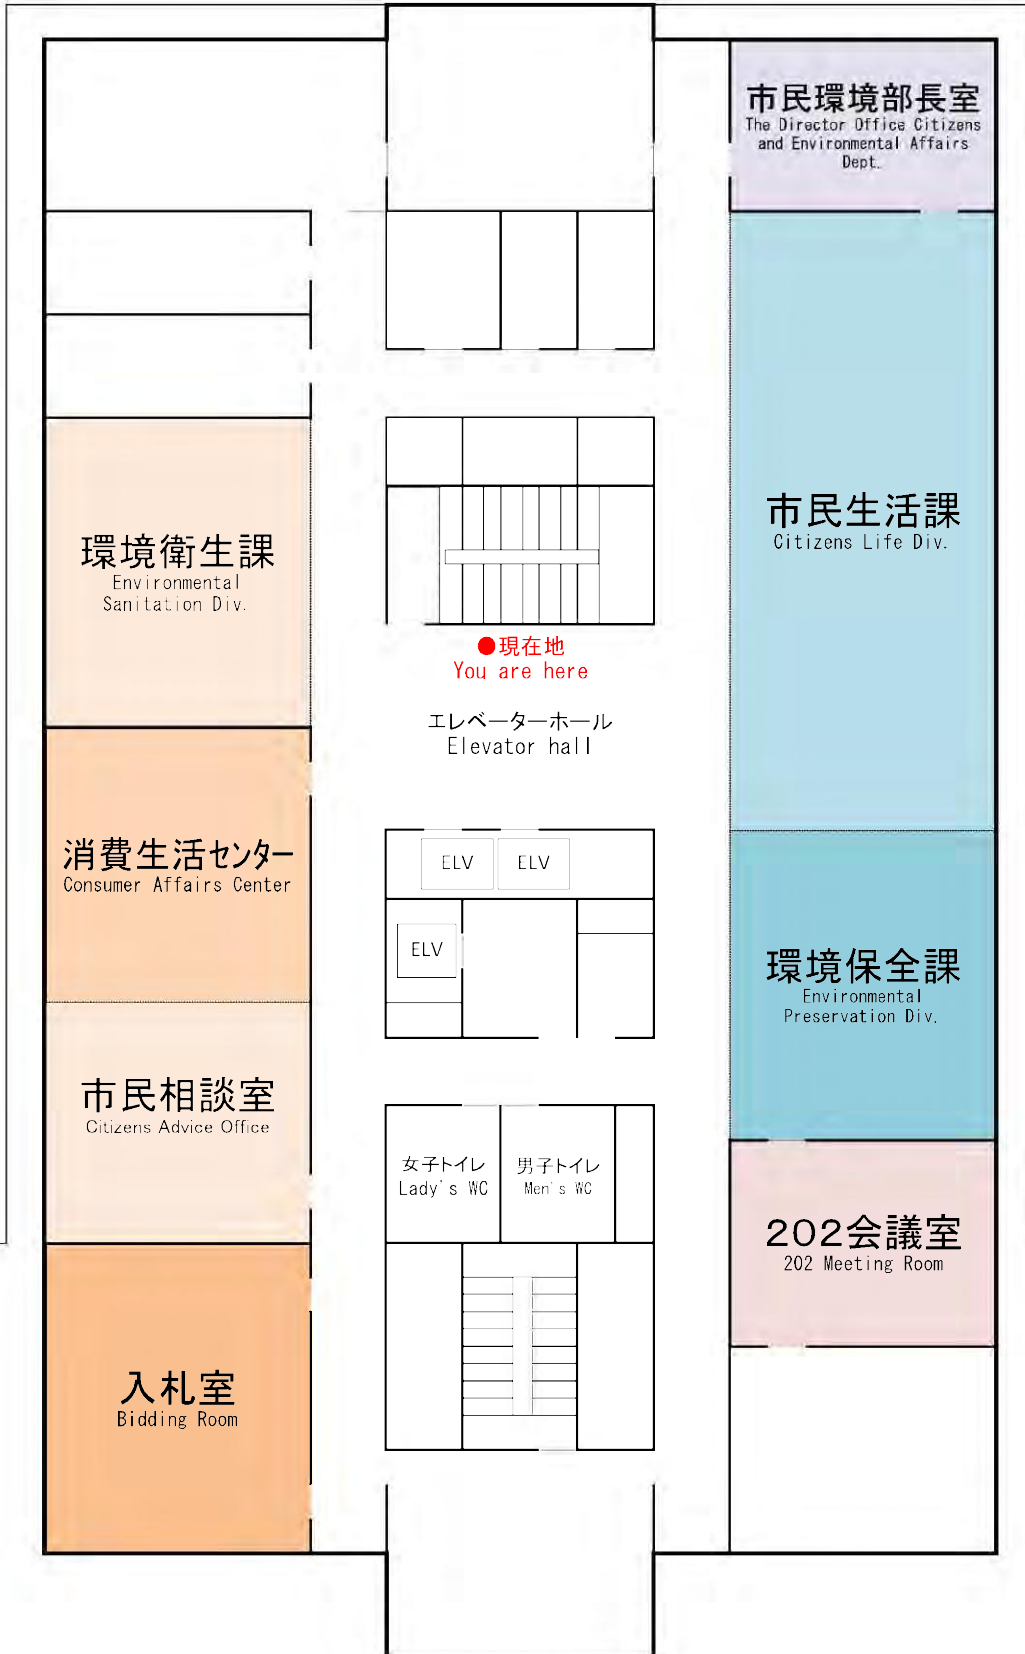 市民環境部長室
The Director Office Citizens
and Environmental Affairs
Dept.
市民生活課
Citizens Life Div.
環境衛生課
Environmental
Sanitation Div.
●現在地
You are here
エレベーターホール
Elevator hall
消費生活センター
Consumer Affairs Center
ELV
ELV
ELV
環境保全課
Environmental
Preservation Div.
市民相談室
Citizens Advice Office
女子トイレ
Lady's WC
男子トイレ
Men's WC
202会議室
202 Meeting Room
入札室
Bidding Room